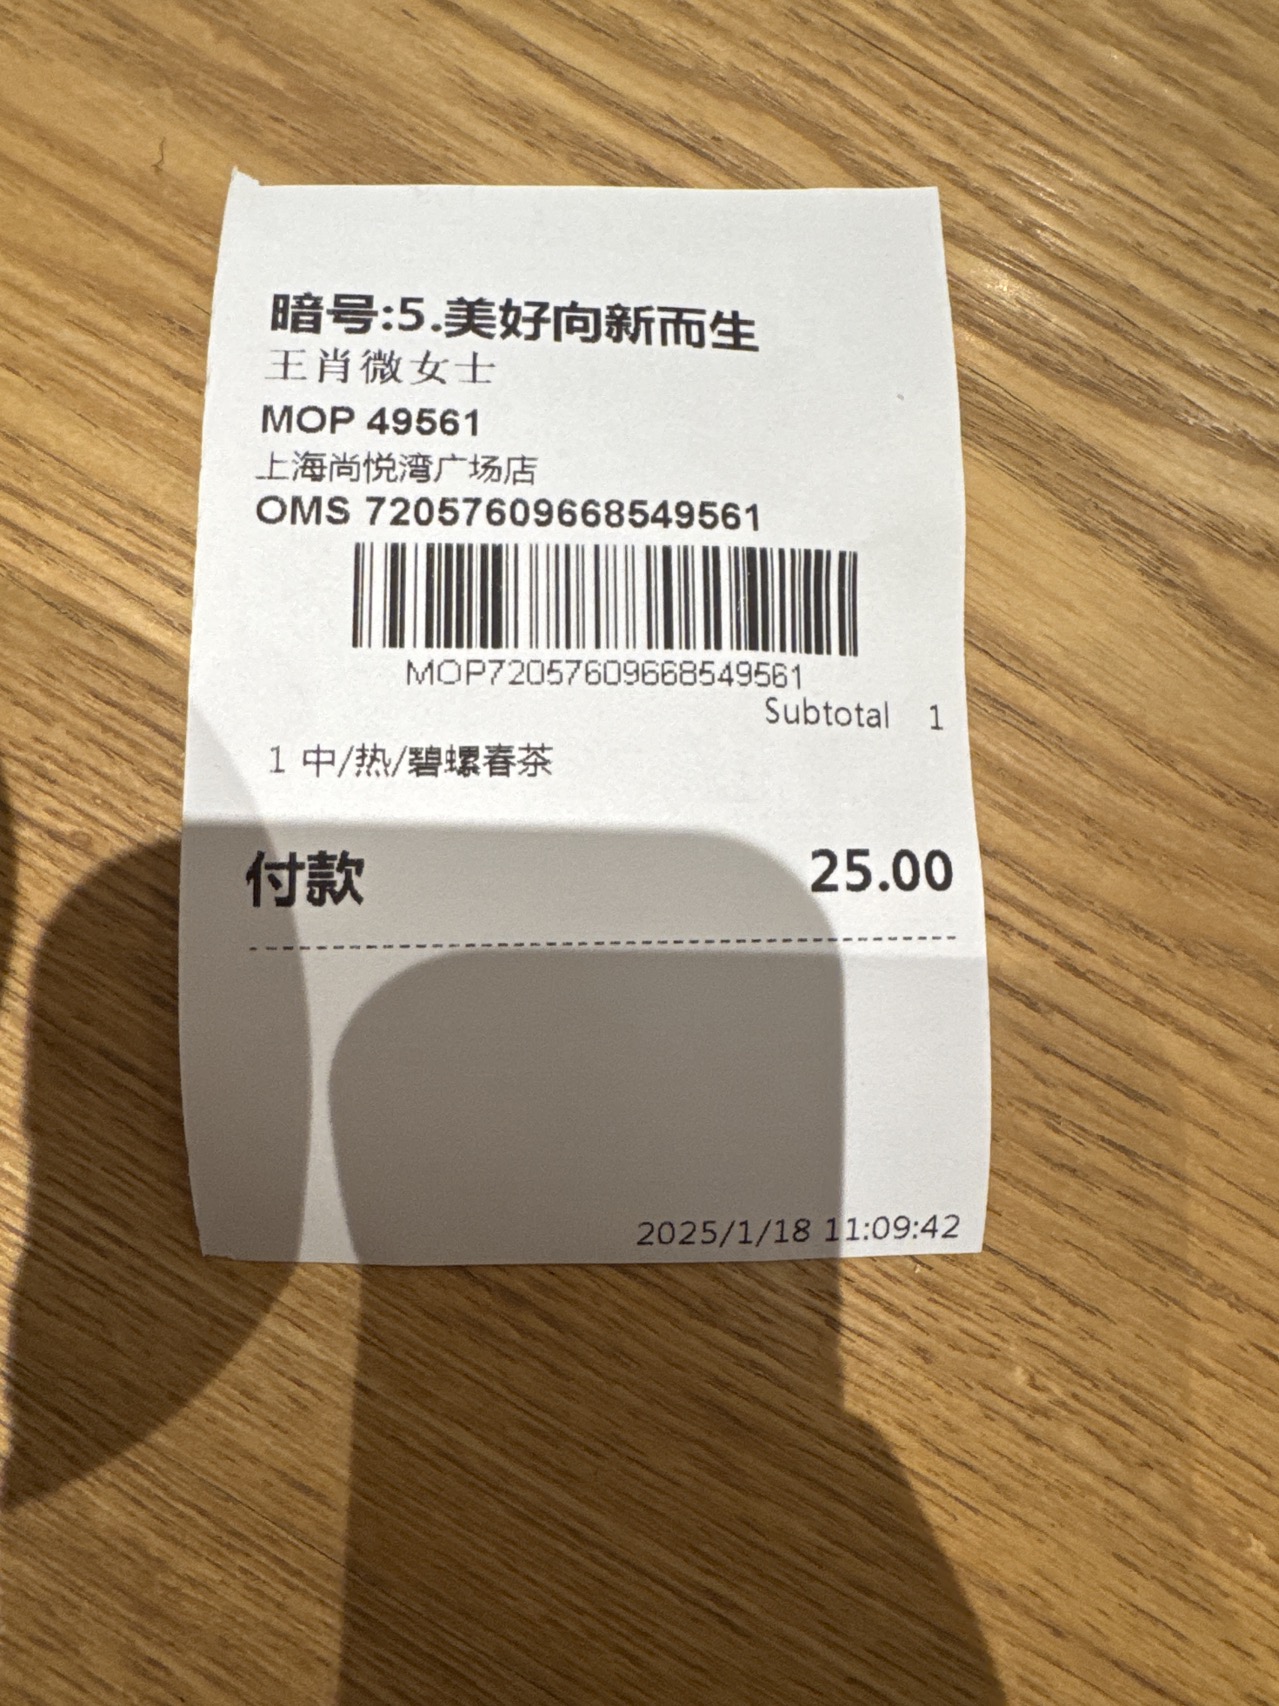 暗号:5.美好向新而生
王肖微女士
MOP 49561
上海尚悦湾广场店
OMS 72057609668549561
MOP72057609668549561
Subtotal 1
1 中/热/碧螺春茶
付款 25.00
2025/1/18 11:09:42